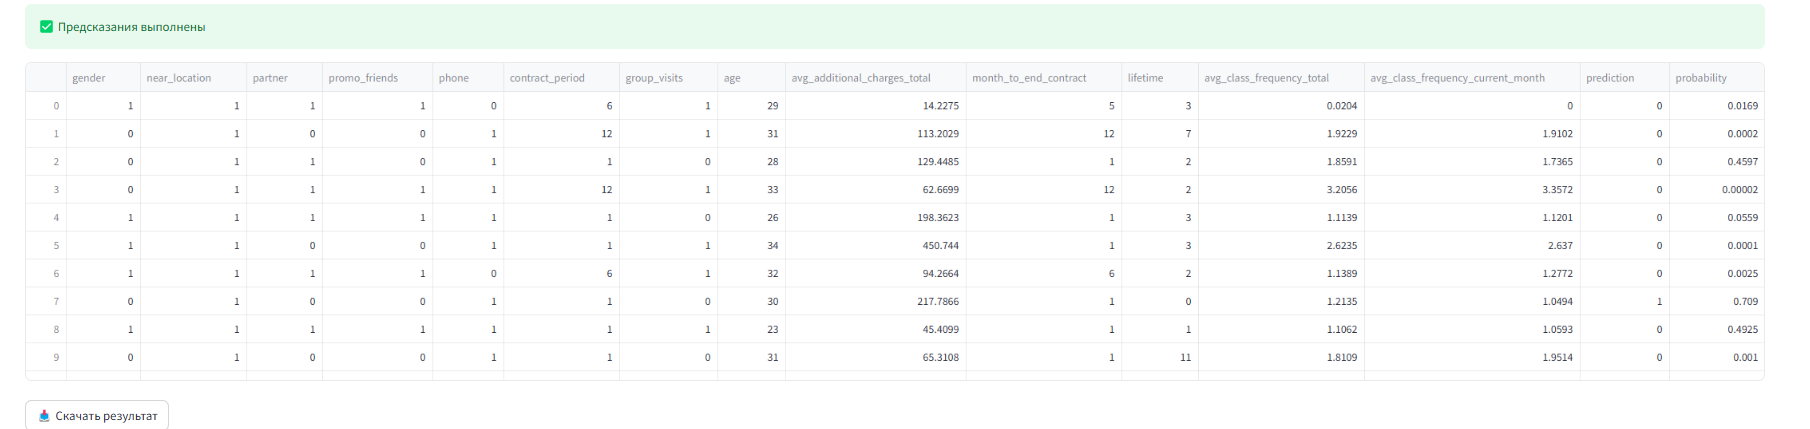 ✅ Предсказания выполнены
gender near_location partner promo_friends phone contract_period group_visits age avg_additional_charges_total month_to_end_contract lifetime avg_class_frequency_total avg_class_frequency_current_month prediction probability
0 1 1 1 1 0 6 1 29 14.2275 5 3 0.0204 0 0 0.0169
1 0 1 0 0 1 12 1 31 113.2029 12 7 1.9229 1.9102 0 0.0002
2 0 1 1 0 1 1 0 28 129.4485 1 2 1.8591 1.7365 0 0.4597
3 0 1 1 1 1 12 1 33 62.6699 12 2 3.2056 3.3572 0 0.00002
4 1 1 1 1 1 1 0 26 198.3623 1 3 1.1139 1.1201 0 0.0559
5 1 1 0 0 1 1 1 34 450.744 1 3 2.6235 2.637 0 0.0001
6 1 1 1 1 0 6 1 32 94.2664 6 2 1.1389 1.2772 0 0.0025
7 0 1 0 0 1 1 0 30 217.7866 1 0 1.2135 1.0494 1 0.709
8 1 1 1 1 1 1 1 23 45.4099 1 1 1.1062 1.0593 0 0.4925
9 0 1 0 0 1 1 0 31 65.3108 1 11 1.8109 1.9514 0 0.001
📥 Скачать результат